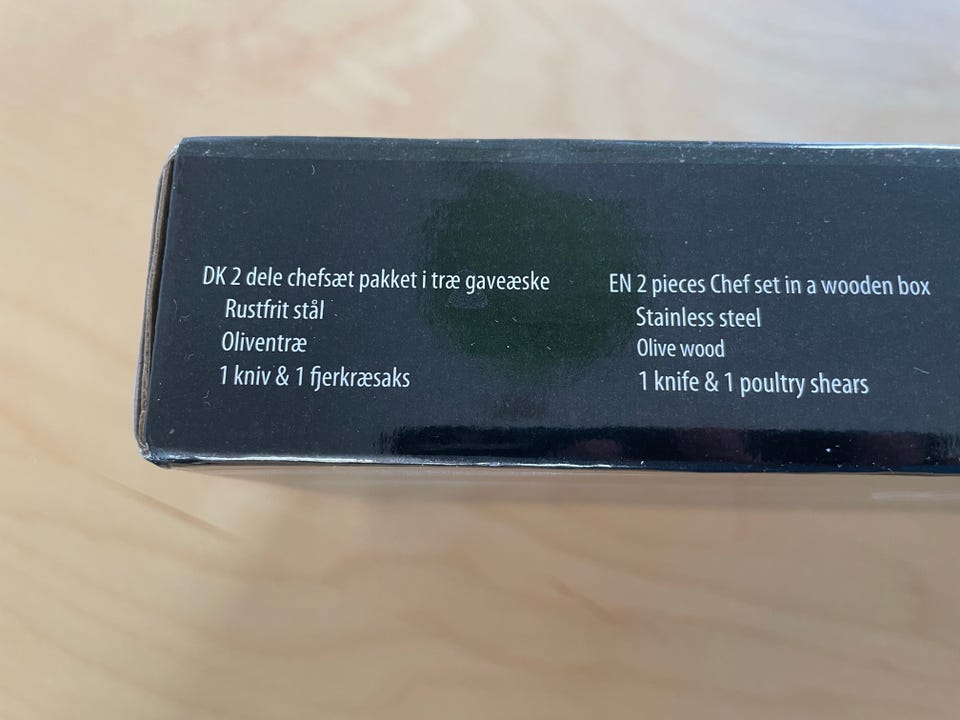 DK 2 dele chefsæt pakket i træ gaveæske
Rustfrit stål
Oliventræ
1 kniv & 1 fjerkræsaks
EN 2 pieces Chef set in a wooden box
Stainless steel
Olive wood
1 knife & 1 poultry shears